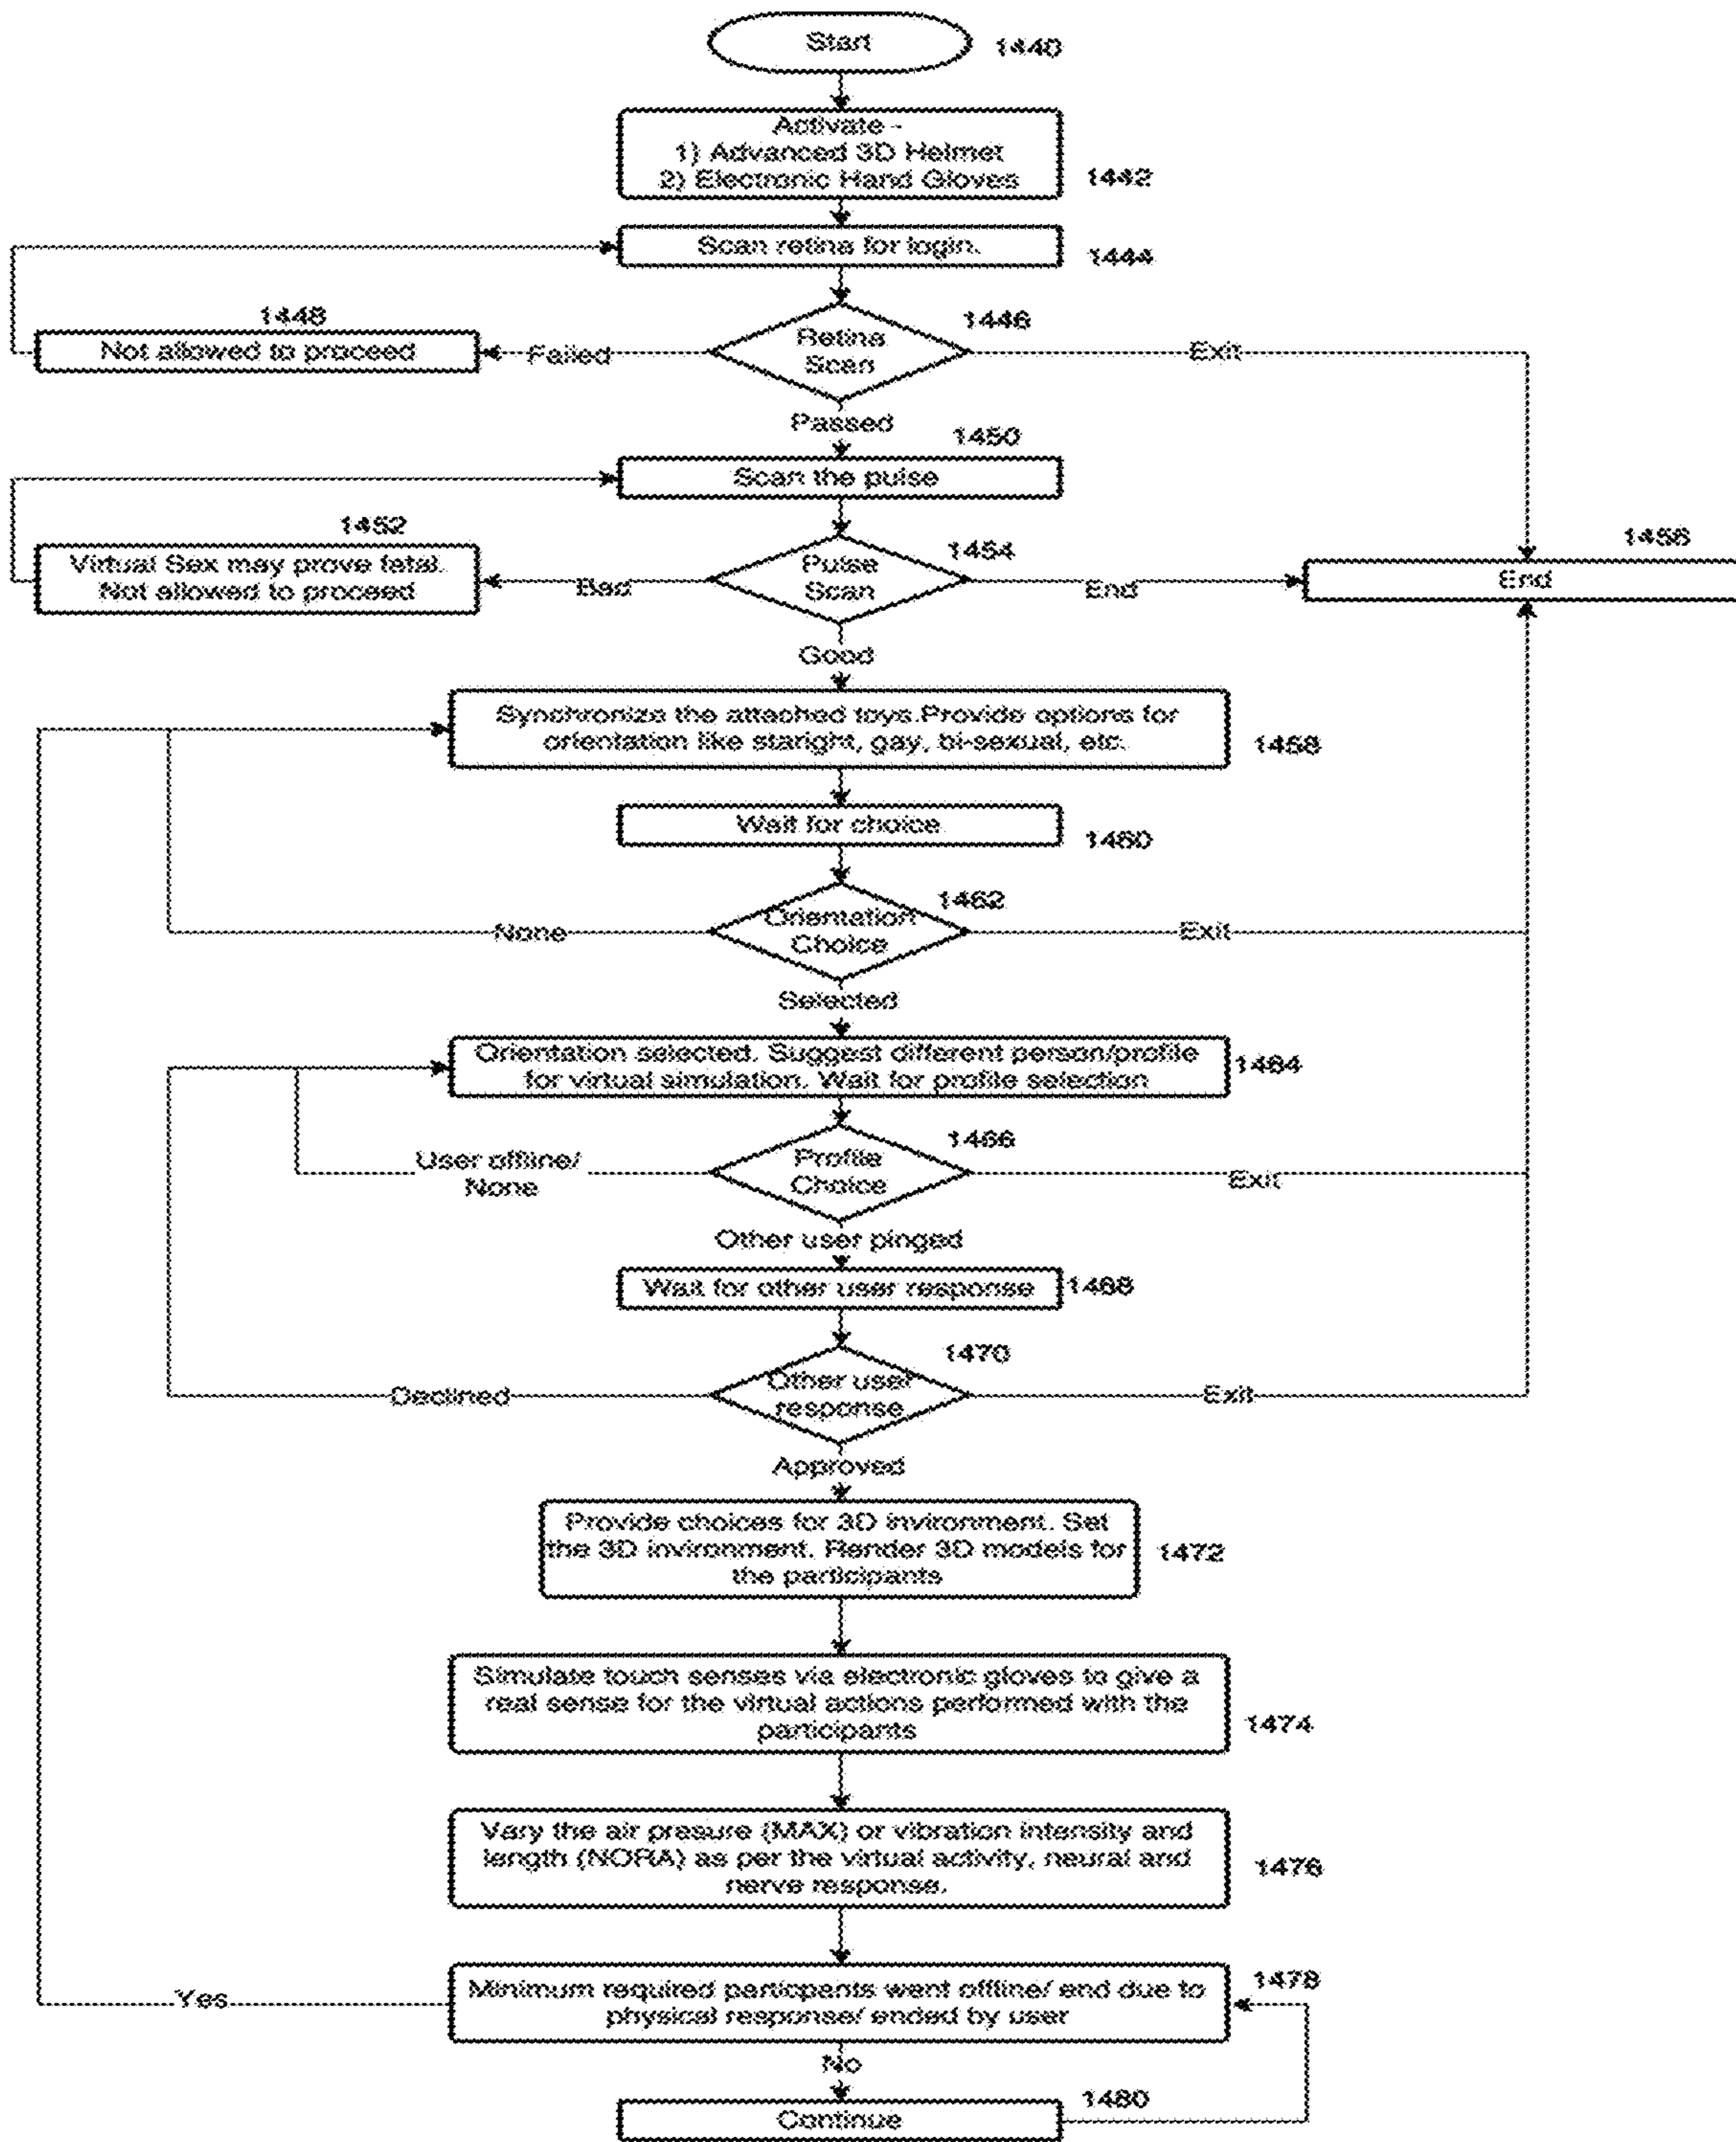 Start
1440
Activate -
1) Advanced 3D Helmet
2) Electronic Hand Gloves
1442
Scan retina for login.
1444
1448
Not allowed to proceed
Failed
Retina
Scan
1446
Exit
Passed
1450
Scan the pulse
1452
Virtual Sex may prove fatal.
Not allowed to proceed
Bad
Pulse
Scan
1454
End
1456
End
Good
Synchronize the attached toys.Provide options for
orientation like staright, gay, bi-sexual, etc.
1458
Wait for choice
1460
Orientation
Choice
1462
None
Exit
Selected
Orientation selected. Suggest different person/profile
for virtual simulation. Wait for profile selection
1464
User offline/
None
Profile
Choice
1466
Exit
Other user pinged
Wait for other user response
1468
Declined
Other user
response
1470
Exit
Approved
Provide choices for 3D invironment. Set
the 3D invironment. Render 3D models for
the participants
1472
Simulate touch senses via electronic gloves to give a
real sense for the virtual actions performed with the
participants
1474
Vary the air presure (MAX) or vibration intensity and
length (NORA) as per the virtual activity, neural and
nerve response.
1476
Yes
Minimum required particpants went offline/ end due to
physical response/ ended by user
1478
No
Continue
1480